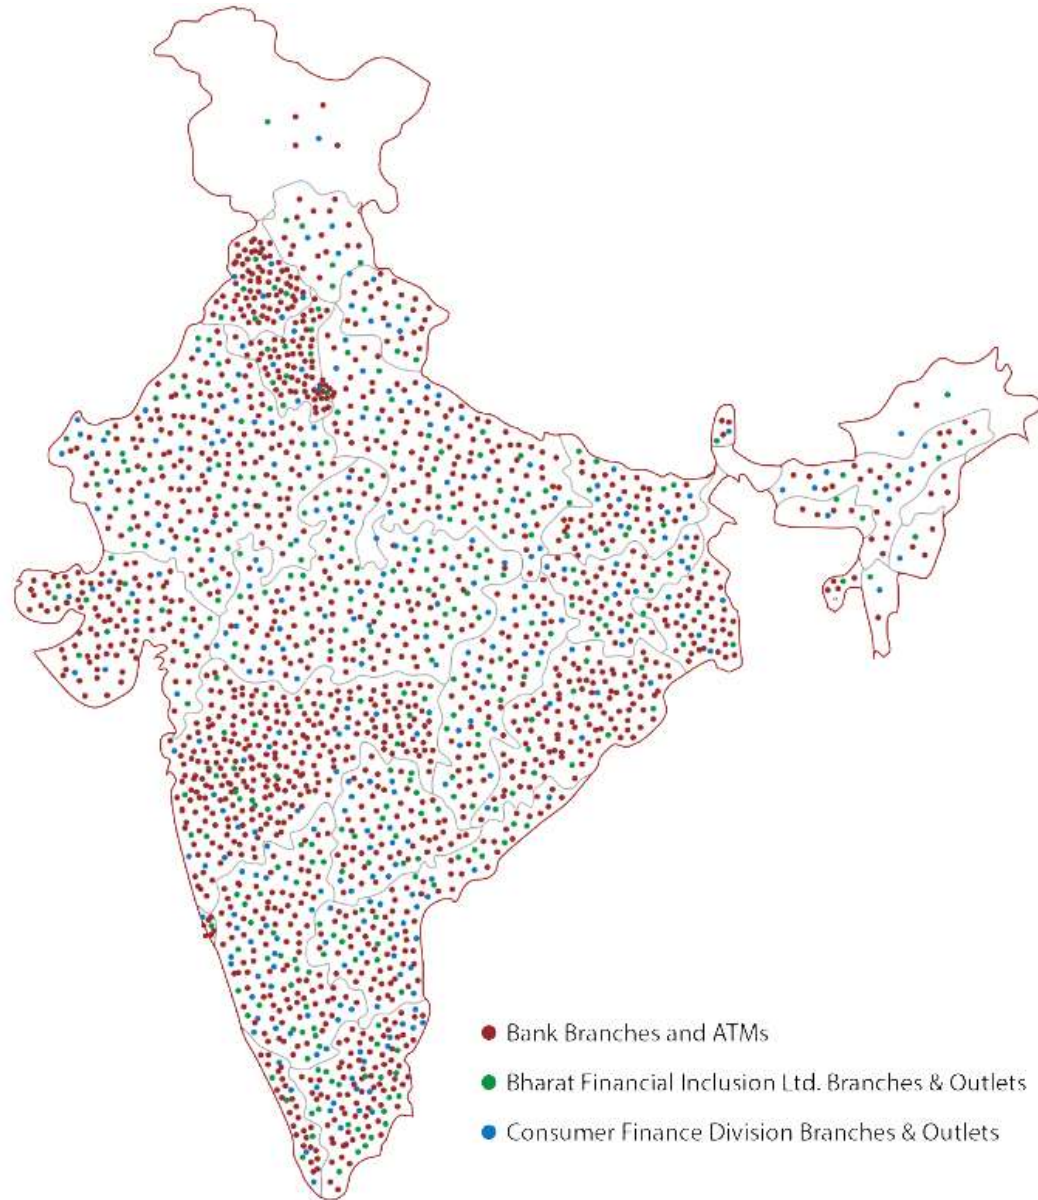 Bank Branches and ATMs
Bharat Financial Inclusion Ltd. Branches & Outlets
Consumer Finance Division Branches & Outlets